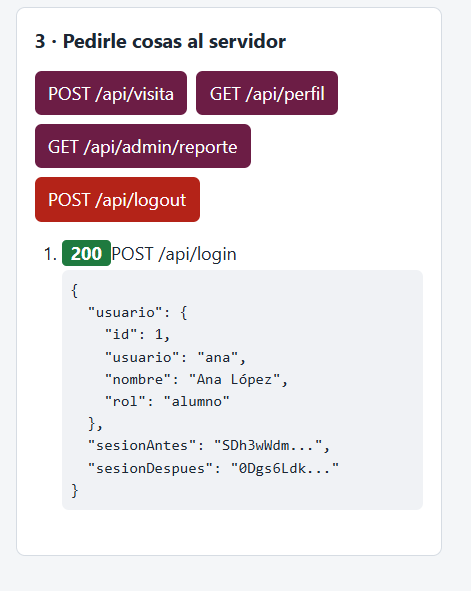 3 · Pedirle cosas al servidor
POST /api/visita GET /api/perfil
GET /api/admin/reporte
POST /api/logout
1. 200 POST /api/login
{
  "usuario": {
    "id": 1,
    "usuario": "ana",
    "nombre": "Ana López",
    "rol": "alumno"
  },
  "sesionAntes": "SDh3wWdm...",
  "sesionDespues": "0Dgs6Ldk..."
}